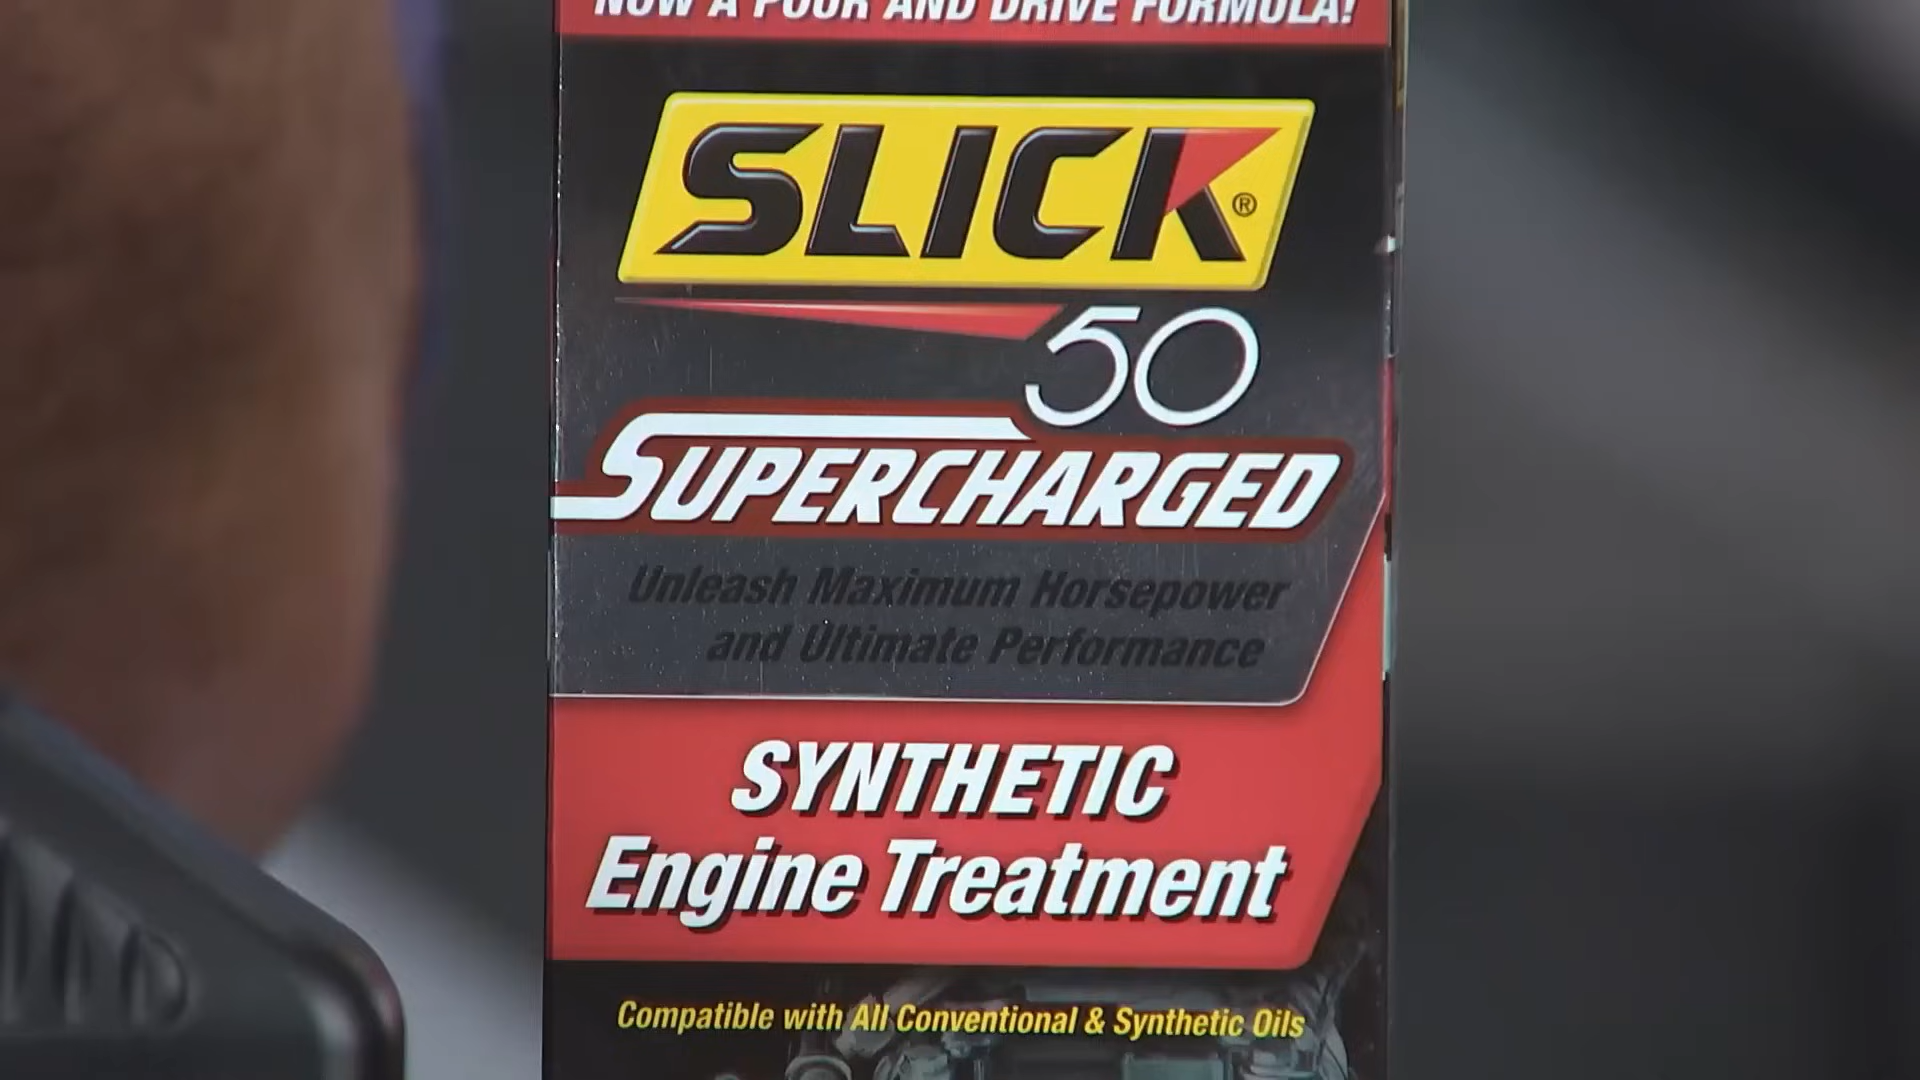 NOW A POUR AND DRIVE FORMULA!
SLICK®
50
SUPERCHARGED
Unleash Maximum Horsepower
and Ultimate Performance
SYNTHETIC
Engine Treatment
Compatible with All Conventional & Synthetic Oils